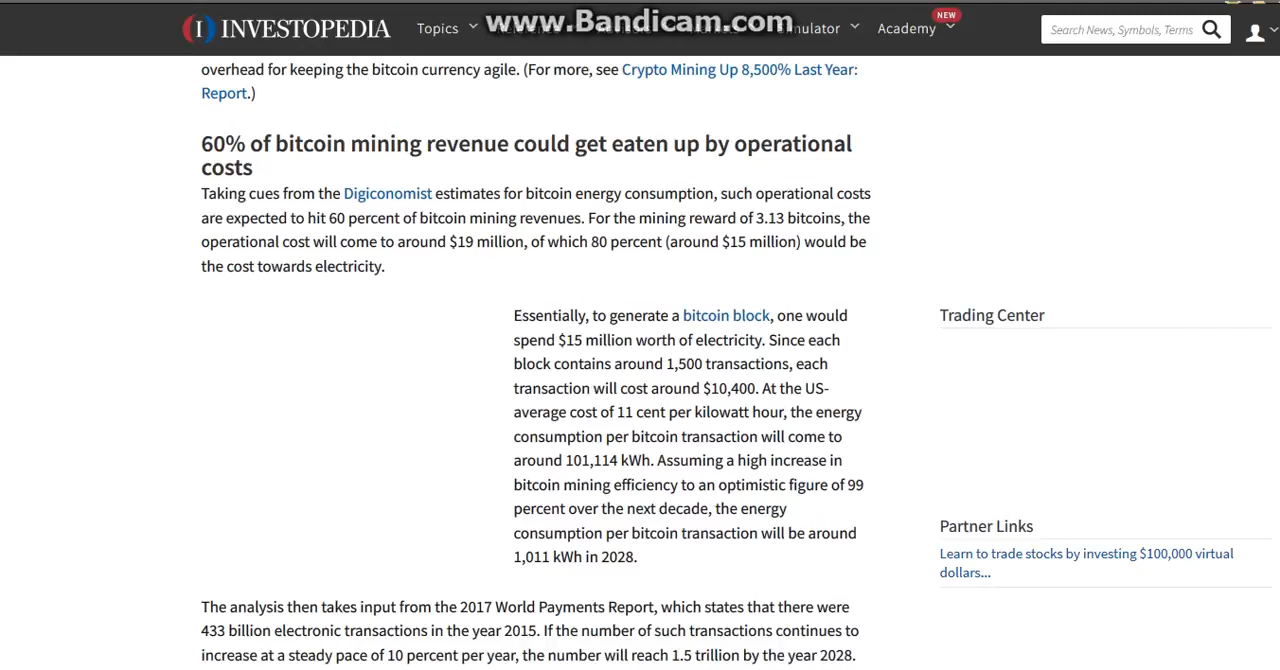 INVESTOPEDIA
Topics
www.Bandicam.com
Simulator
Academy
NEW
Search News, Symbols, Terms
overhead for keeping the bitcoin currency agile. (For more, see Crypto Mining Up 8,500% Last Year:
Report.)
60% of bitcoin mining revenue could get eaten up by operational
costs
Taking cues from the Digiconomist estimates for bitcoin energy consumption, such operational costs
are expected to hit 60 percent of bitcoin mining revenues. For the mining reward of 3.13 bitcoins, the
operational cost will come to around $19 million, of which 80 percent (around $15 million) would be
the cost towards electricity.
Essentially, to generate a bitcoin block, one would
spend $15 million worth of electricity. Since each
block contains around 1,500 transactions, each
transaction will cost around $10,400. At the US-
average cost of 11 cent per kilowatt hour, the energy
consumption per bitcoin transaction will come to
around 101,114 kWh. Assuming a high increase in
bitcoin mining efficiency to an optimistic figure of 99
percent over the next decade, the energy
consumption per bitcoin transaction will be around
1,011 kWh in 2028.
Trading Center
Partner Links
Learn to trade stocks by investing $100,000 virtual
dollars...
The analysis then takes input from the 2017 World Payments Report, which states that there were
433 billion electronic transactions in the year 2015. If the number of such transactions continues to
increase at a steady pace of 10 percent per year, the number will reach 1.5 trillion by the year 2028.